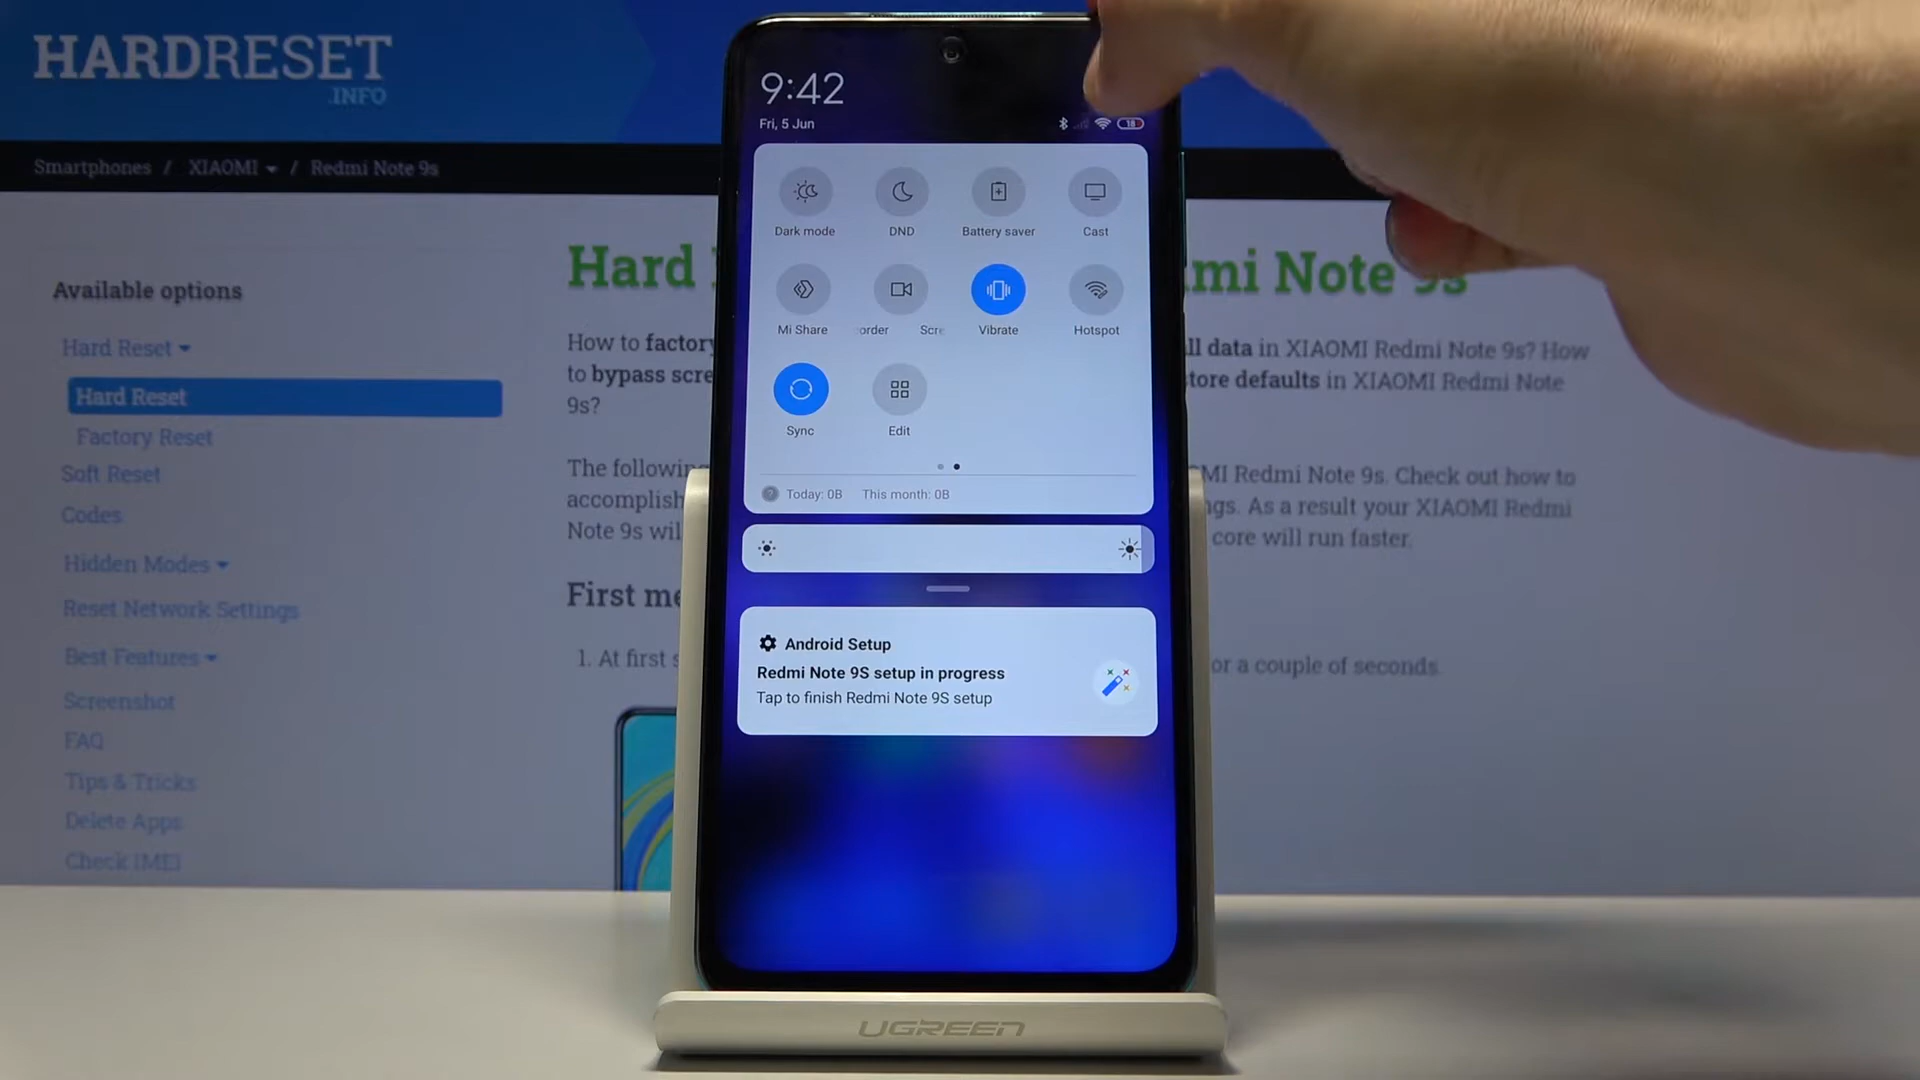 HARDRESET
.INFO
Smartphones / XIAOMI / Redmi Note 9s
Available options
Hard Reset
Hard Reset
Factory Reset
Soft Reset
Codes
Hidden Modes
Reset Network Settings
Best Features
Screenshot
FAQ
Tips & Tricks
Delete Apps
Check IMEI
Hard
mi Note 9s
How to factory
ll data in XIAOMI Redmi Note 9s? How
to bypass scre
tore defaults in XIAOMI Redmi Note
9s?
The following
MI Redmi Note 9s. Check out how to
accomplish
ngs. As a result your XIAOMI Redmi
Note 9s wil
core will run faster.
First me
1. At first s
or a couple of seconds
9:42
Fri, 5 Jun
18
Dark mode
DND
Battery saver
Cast
Mi Share
order Scre
Vibrate
Hotspot
Sync
Edit
Today: 0B This month: 0B
Android Setup
Redmi Note 9S setup in progress
Tap to finish Redmi Note 9S setup
UGREEN